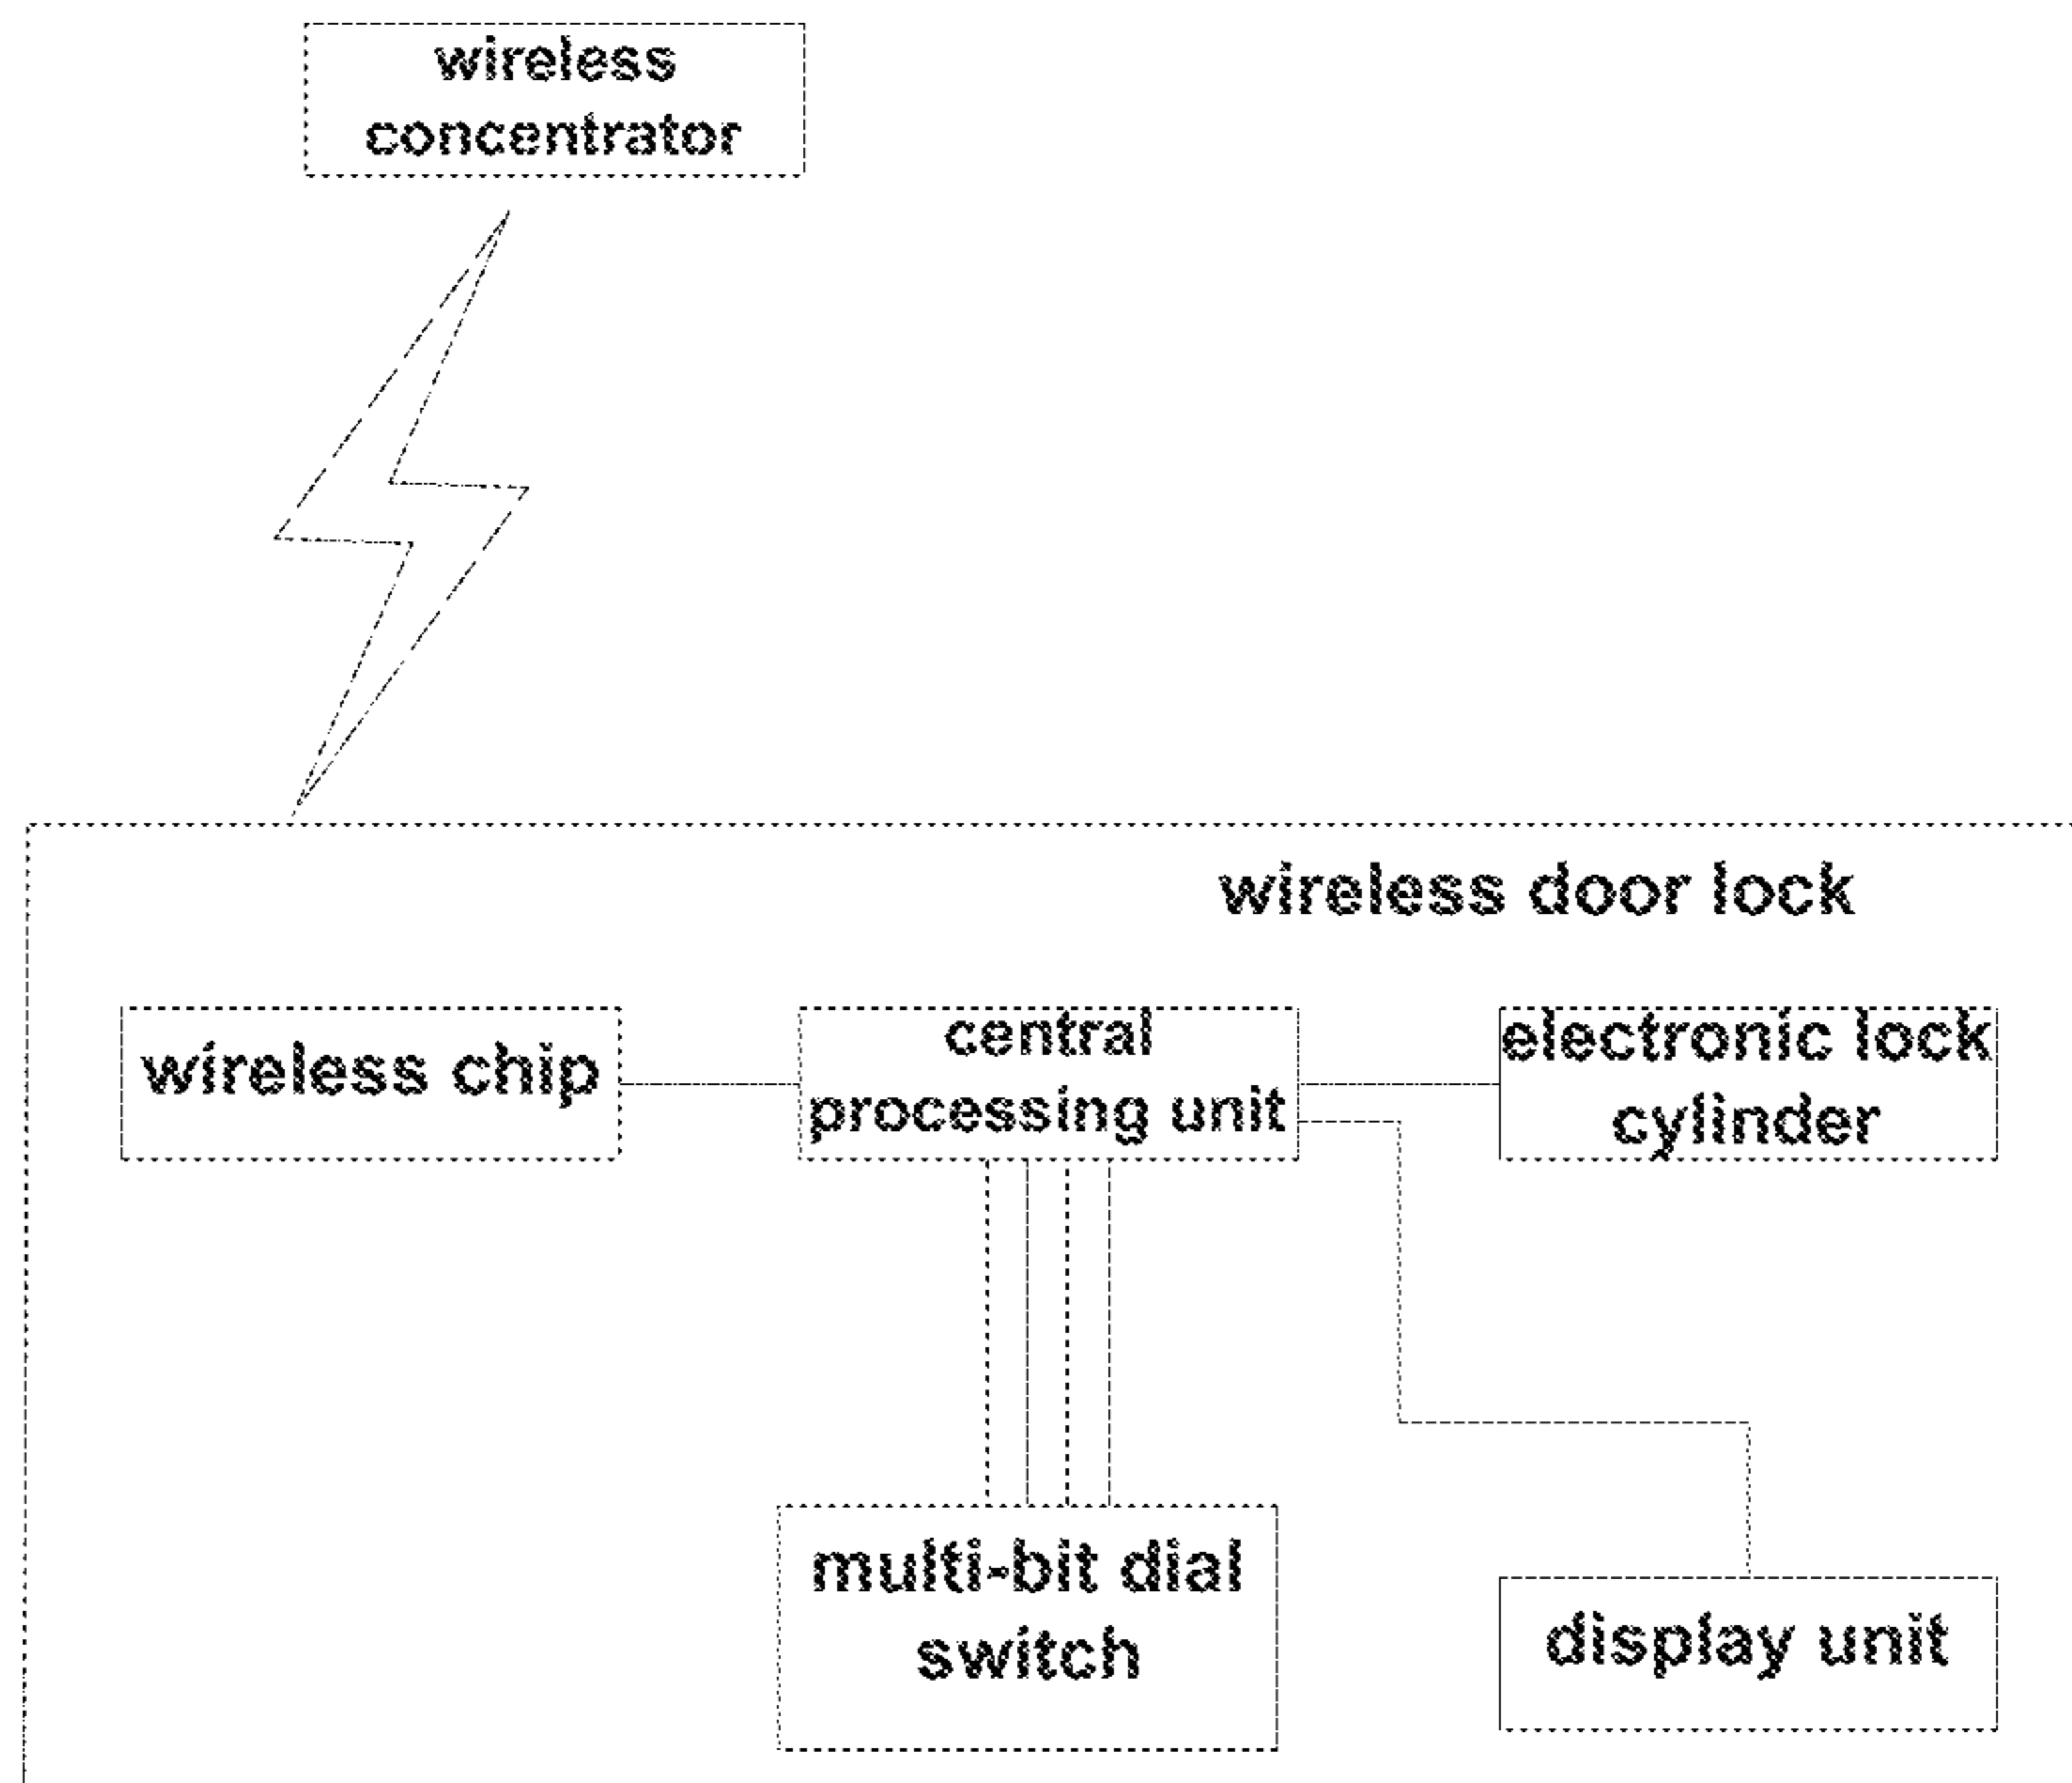 wireless
concentrator
wireless door lock
wireless chip
central
processing unit
electronic lock
cylinder
multi-bit dial
switch
display unit